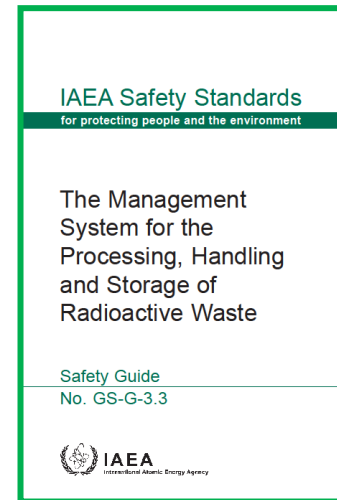 IAEA Safety Standards
for protecting people and the environment
The Management
System for the
Processing, Handling
and Storage of
Radioactive Waste
Safety Guide
No. GS-G-3.3
IAEA
International Atomic Energy Agency